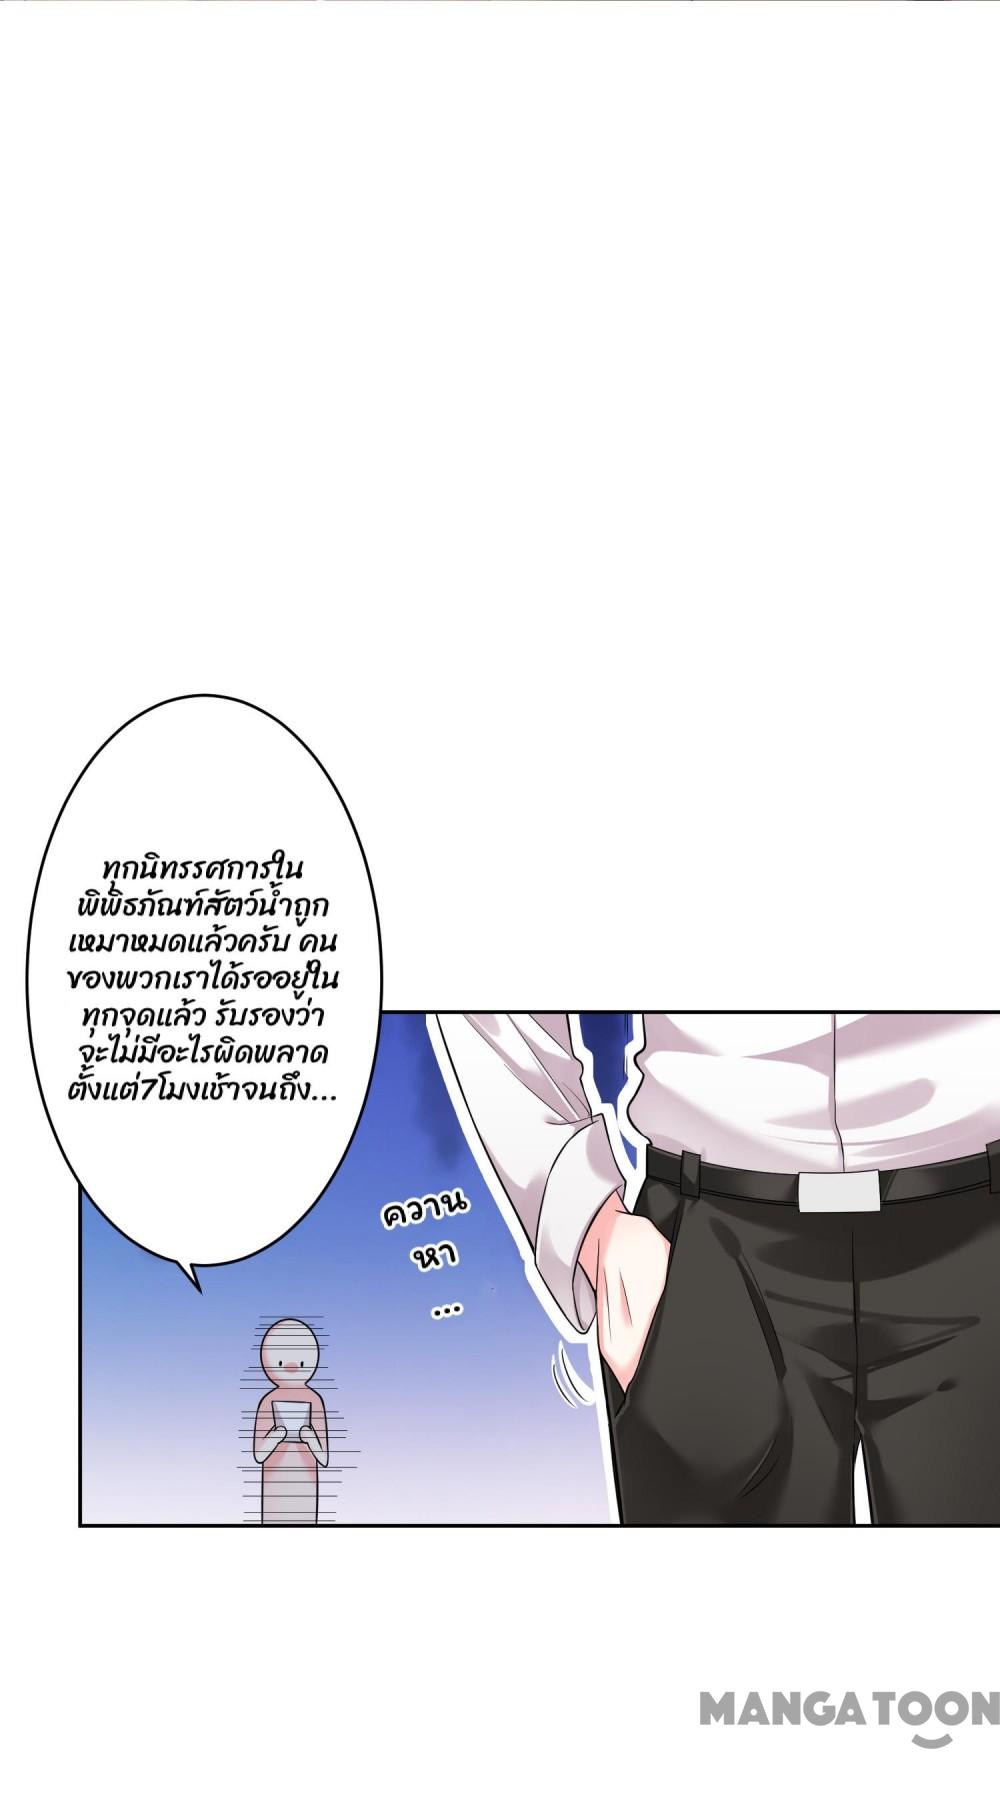 ทุกนิทรรศการใน
พิพิธภัณฑ์สัตว์น้ำถูก
เหมาหมดแล้วครับ คน
ของพวกเราได้รออยู่ใน
ทุกจุดแล้ว รับรองว่า
จะไม่มีอะไรผิดพลาด
ตั้งแต่7โมงเช้าจนถึง...
ควาน
หา
...
MANGATOON